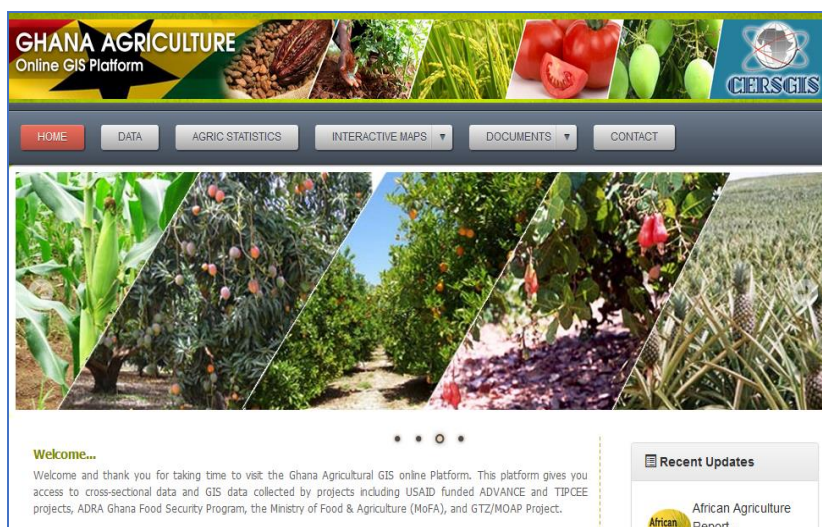 GHANA AGRICULTURE
Online GIS Platform
CERSGIS
HOME DATA AGRIC STATISTICS INTERACTIVE MAPS DOCUMENTS CONTACT
Welcome...
Welcome and thank you for taking time to visit the Ghana Agricultural GIS online Platform. This platform gives you
access to cross-sectional data and GIS data collected by projects including USAID funded ADVANCE and TIPCEE
projects, ADRA Ghana Food Security Program, the Ministry of Food & Agriculture (MoFA), and GTZ/MOAP Project.
Recent Updates
African
African Agriculture
Report